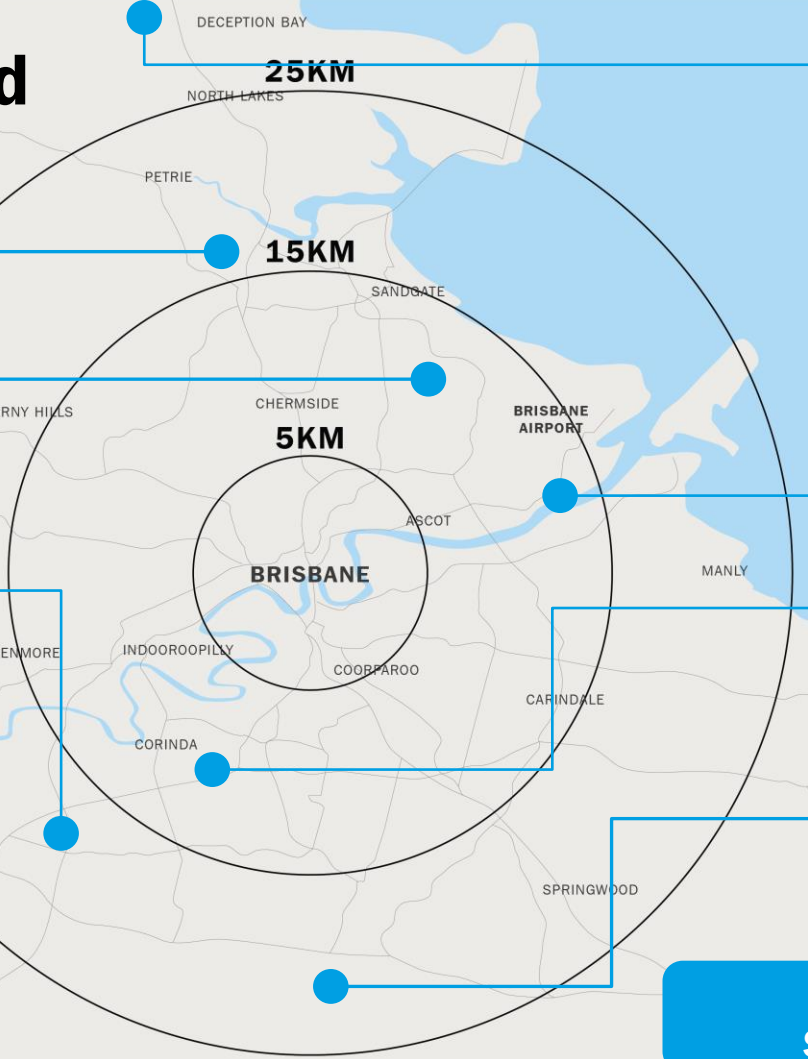 DECEPTION BAY
d
25KM
NORTH LAKES
PETRIE
15KM
SANDGATE
CHERMSIDE
RNY HILLS
BRISBANE
AIRPORT
5KM
ASCOT
BRISBANE
MANLY
INDOOROOPILLY
ENMORE
COORPAROO
CARINDALE
CORINDA
SPRINGWOOD